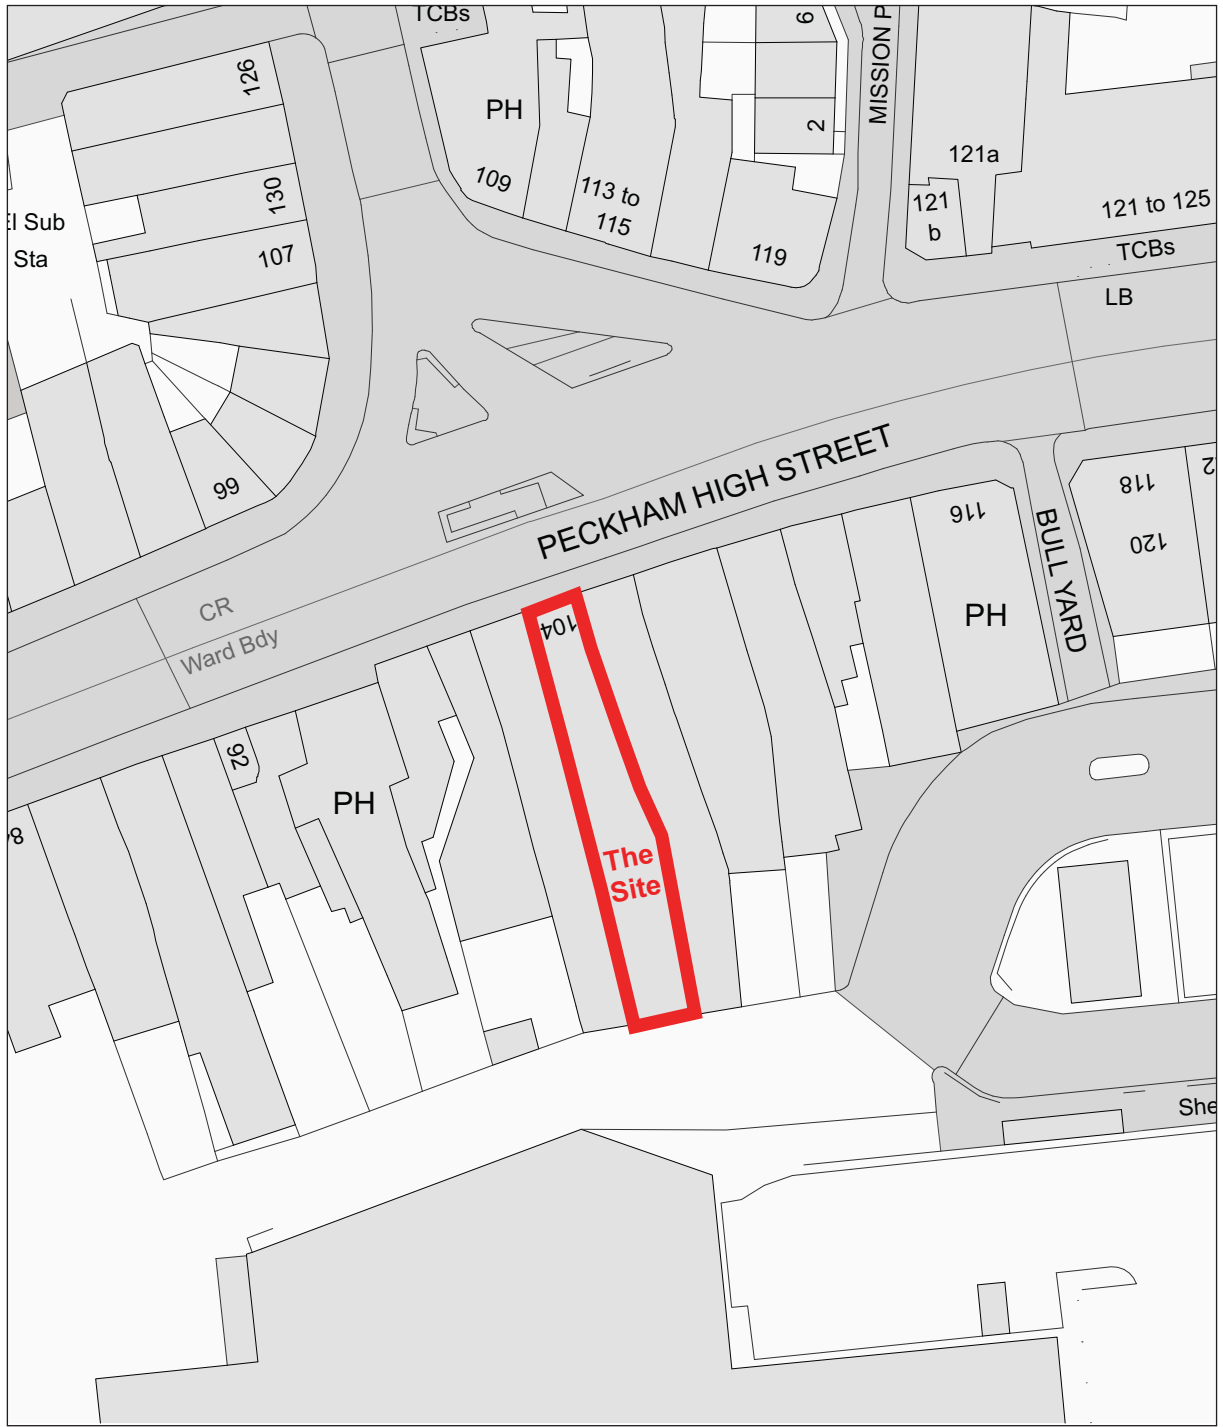 TCBs
126
PH
109
113 to
115
6
2
MISSION P
121a
121
b
121 to 125
TCBs
LB
130
107
El Sub
Sta
119
99
PECKHAM HIGH STREET
116
118
120
BULL YARD
PH
CR
Ward Bdy
104
92
PH
The
Site
She